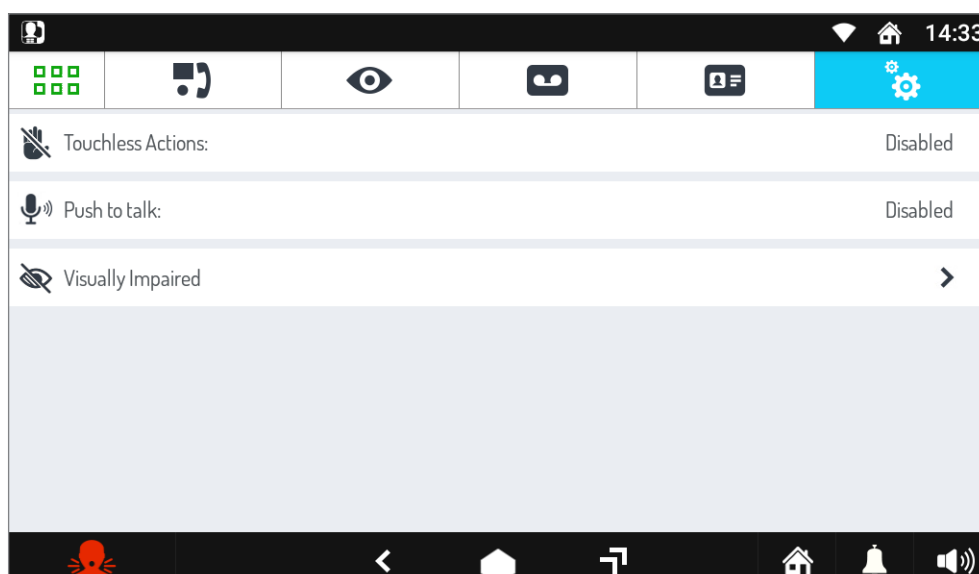 14:33
Touchless Actions: Disabled
Push to talk: Disabled
Visually Impaired